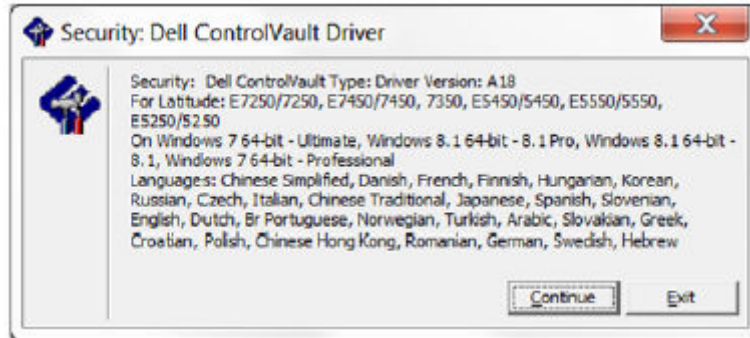 Security: Dell ControlVault Driver
Security: Dell ControlVault Type: Driver Version: A18
For Latitude: E7250/7250, E7450/7450, 7350, E5450/5450, E5550/5550,
E5250/5250
On Windows 7 64-bit - Ultimate, Windows 8.1 64-bit - 8.1 Pro, Windows 8.1 64-bit -
8.1, Windows 7 64-bit - Professional
Languages: Chinese Simplified, Danish, French, Finnish, Hungarian, Korean,
Russian, Czech, Italian, Chinese Traditional, Japanese, Spanish, Slovenian,
English, Dutch, Br Portuguese, Norwegian, Turkish, Arabic, Slovakian, Greek,
Croatian, Polish, Chinese Hong Kong, Romanian, German, Swedish, Hebrew
Continue Exit